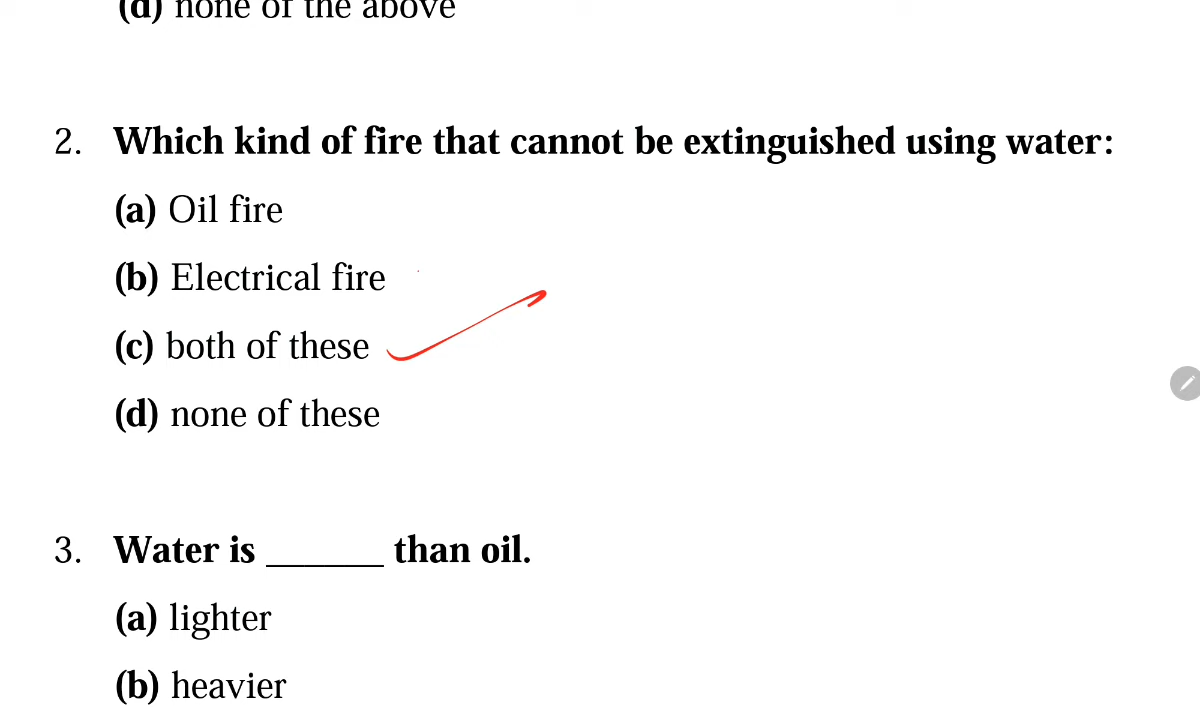 (d) none of the above
2. Which kind of fire that cannot be extinguished using water:
(a) Oil fire
(b) Electrical fire
(c) both of these
(d) none of these
3. Water is ______ than oil.
(a) lighter
(b) heavier